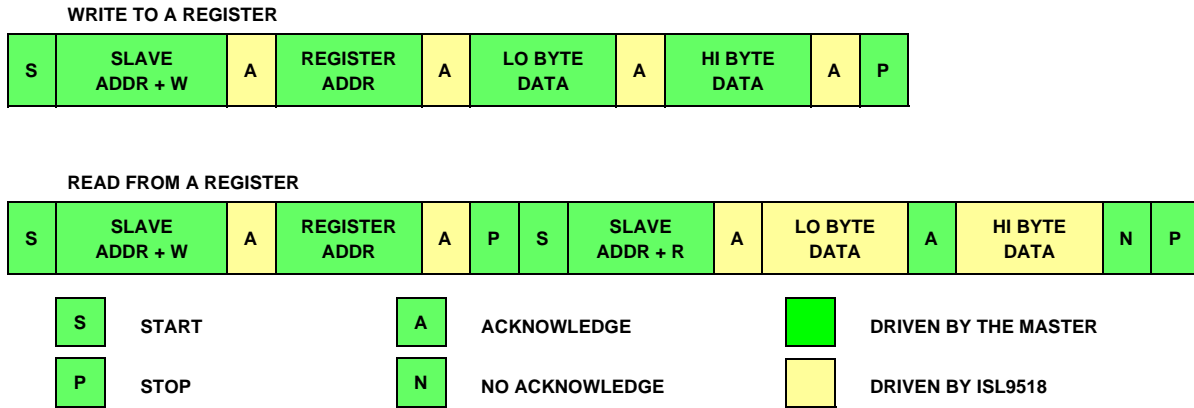 WRITE TO A REGISTER
S SLAVE ADDR + W A REGISTER ADDR A LO BYTE DATA A HI BYTE DATA A P
READ FROM A REGISTER
S SLAVE ADDR + W A REGISTER ADDR A P S SLAVE ADDR + R A LO BYTE DATA A HI BYTE DATA N P
S START A ACKNOWLEDGE DRIVEN BY THE MASTER
P STOP N NO ACKNOWLEDGE DRIVEN BY ISL9518